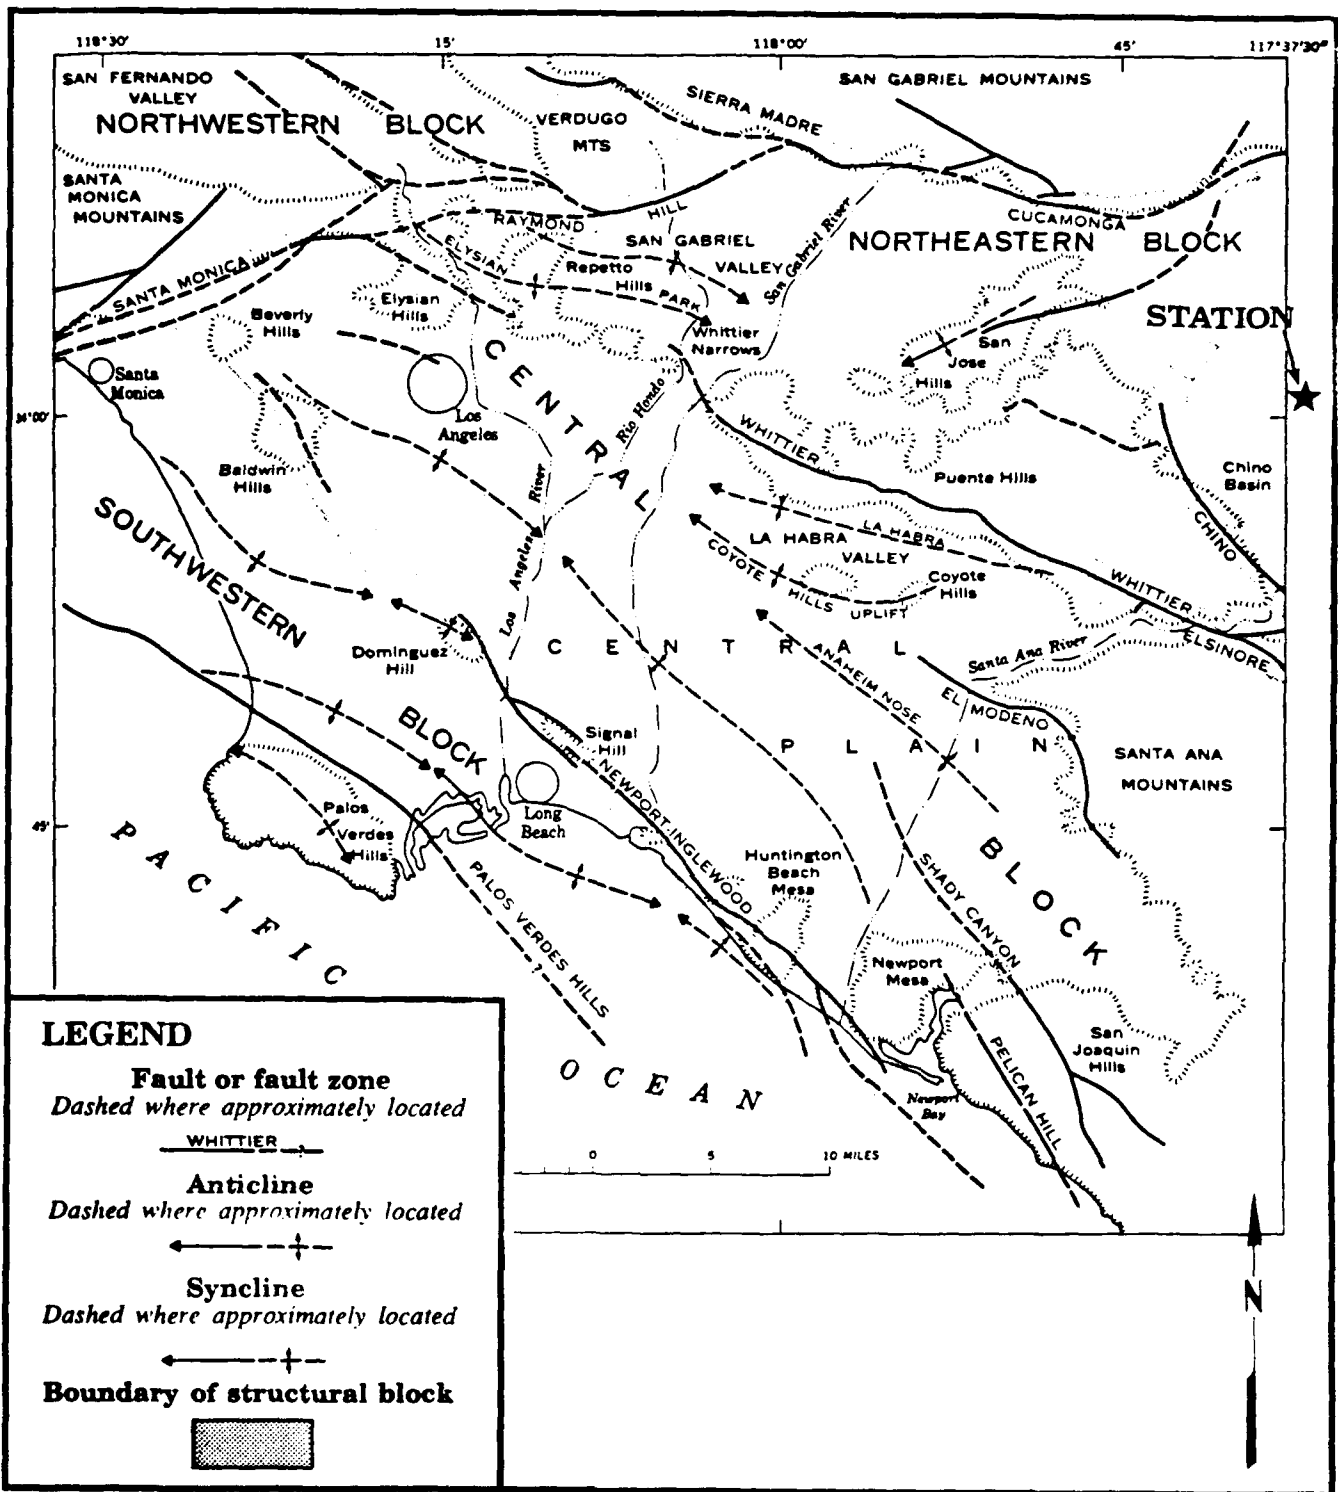 118°30'
15'
118°00'
45'
117°37'30"
SAN FERNANDO
VALLEY
NORTHWESTERN BLOCK
VERDUGO
MTS
SIERRA MADRE
SAN GABRIEL MOUNTAINS
SANTA
MONICA
MOUNTAINS
SANTA MONICA
RAYMOND
HILL
ELYSIAN
PARK
SAN GABRIEL
VALLEY
Repetto
Hills
San Gabriel River
CUCAMONGA
NORTHEASTERN BLOCK
STATION
Beverly
Hills
Elysian
Hills
Whittier
Narrows
San
Jose
Hills
Santa
Monica
Los
Angeles
34°00'
CENTRAL
Rio Hondo
WHITTIER
Puente Hills
Chino
Basin
CHINO
Baldwin
Hills
Los Angeles River
LA HABRA
VALLEY
LA HABRA
COYOTE
HILLS
UPLIFT
Coyote
Hills
WHITTIER
ELSINORE
SOUTHWESTERN
BLOCK
Dominguez
Hill
CENTRAL
PLAIN
ANAHEIM NOSE
Santa Ana River
EL MODENO
Signal
Hill
SANTA ANA
MOUNTAINS
NEWPORT-INGLEWOOD
Long
Beach
Palos
Verdes
Hills
45'
PACIFIC
OCEAN
PALOS VERDES HILLS
?
Huntington
Beach
Mesa
SHADY CANYON
BLOCK
Newport
Mesa
San
Joaquin
Hills
PELICAN HILL
Newport
Bay
0 5 10 MILES
N
LEGEND
Fault or fault zone
Dashed where approximately located
WHITTIER ?
Anticline
Dashed where approximately located
Syncline
Dashed where approximately located
Boundary of structural block